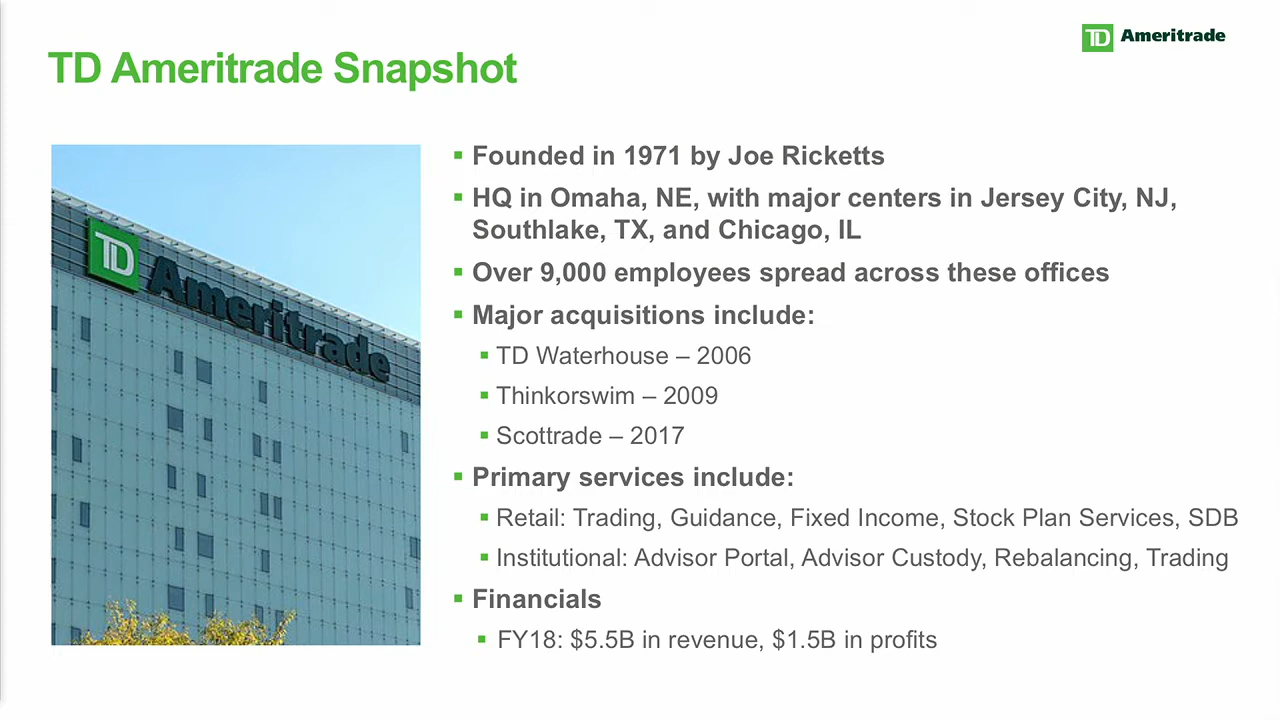 TD Ameritrade
TD Ameritrade Snapshot
TD Ameritrade
▪ Founded in 1971 by Joe Ricketts
▪ HQ in Omaha, NE, with major centers in Jersey City, NJ,
Southlake, TX, and Chicago, IL
▪ Over 9,000 employees spread across these offices
▪ Major acquisitions include:
▪ TD Waterhouse – 2006
▪ Thinkorswim – 2009
▪ Scottrade – 2017
▪ Primary services include:
▪ Retail: Trading, Guidance, Fixed Income, Stock Plan Services, SDB
▪ Institutional: Advisor Portal, Advisor Custody, Rebalancing, Trading
▪ Financials
▪ FY18: $5.5B in revenue, $1.5B in profits